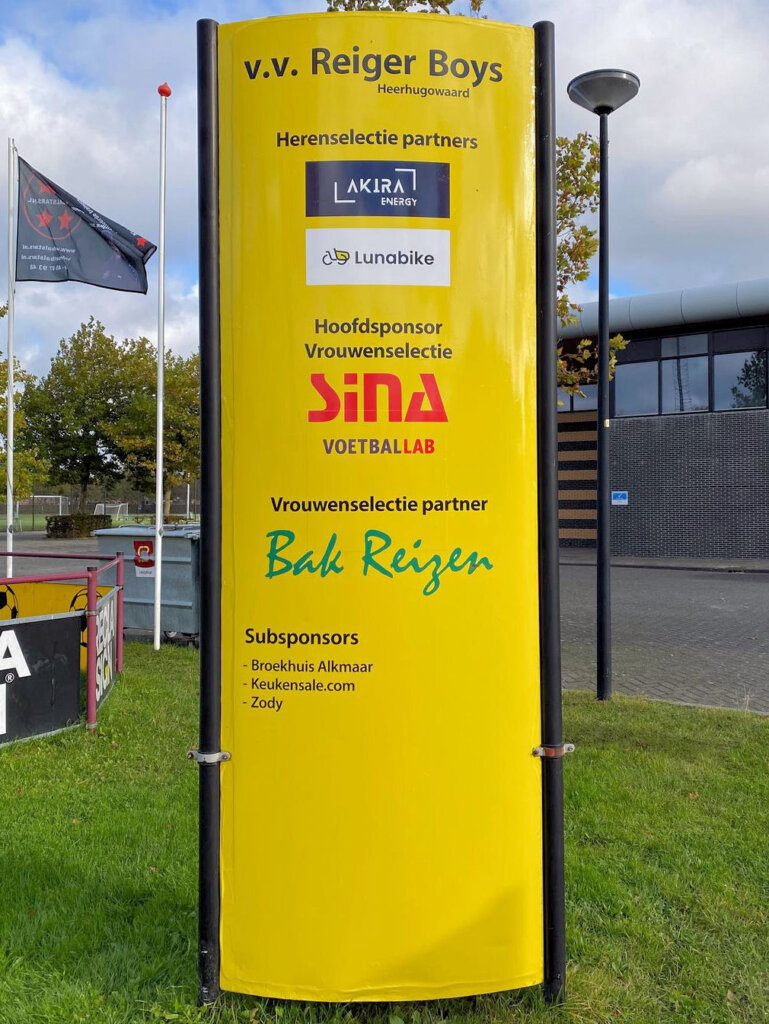 v.v. Reiger Boys
Heerhugowaard
Herenselectie partners
AKIRA
ENERGY
Lunabike
Hoofdsponsor
Vrouwenselectie
SINA
VOETBALLAB
Vrouwenselectie partner
Bak Reizen
Subsponsors
- Broekhuis Alkmaar
- Keukensale.com
- Zody